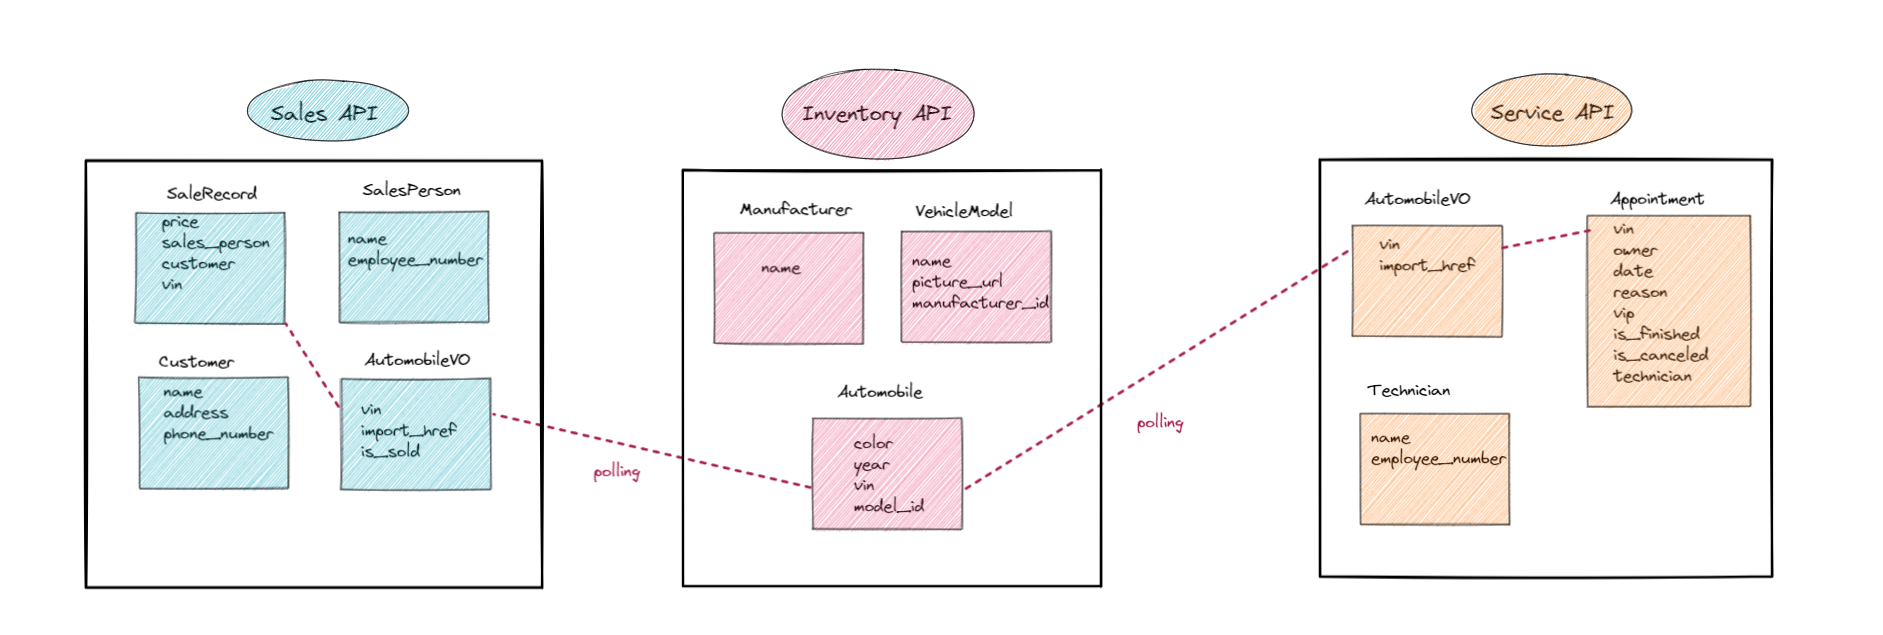 Sales API
SaleRecord
price
sales_person
customer
vin
SalesPerson
name
employee_number
Customer
name
address
phone_number
AutomobileVO
vin
import_href
is_sold
polling
Inventory API
Manufacturer
name
VehicleModel
name
picture_url
manufacturer_id
Automobile
color
year
vin
model_id
polling
Service API
AutomobileVO
vin
import_href
Appointment
vin
owner
date
reason
vip
is_finished
is_canceled
technician
Technician
name
employee_number